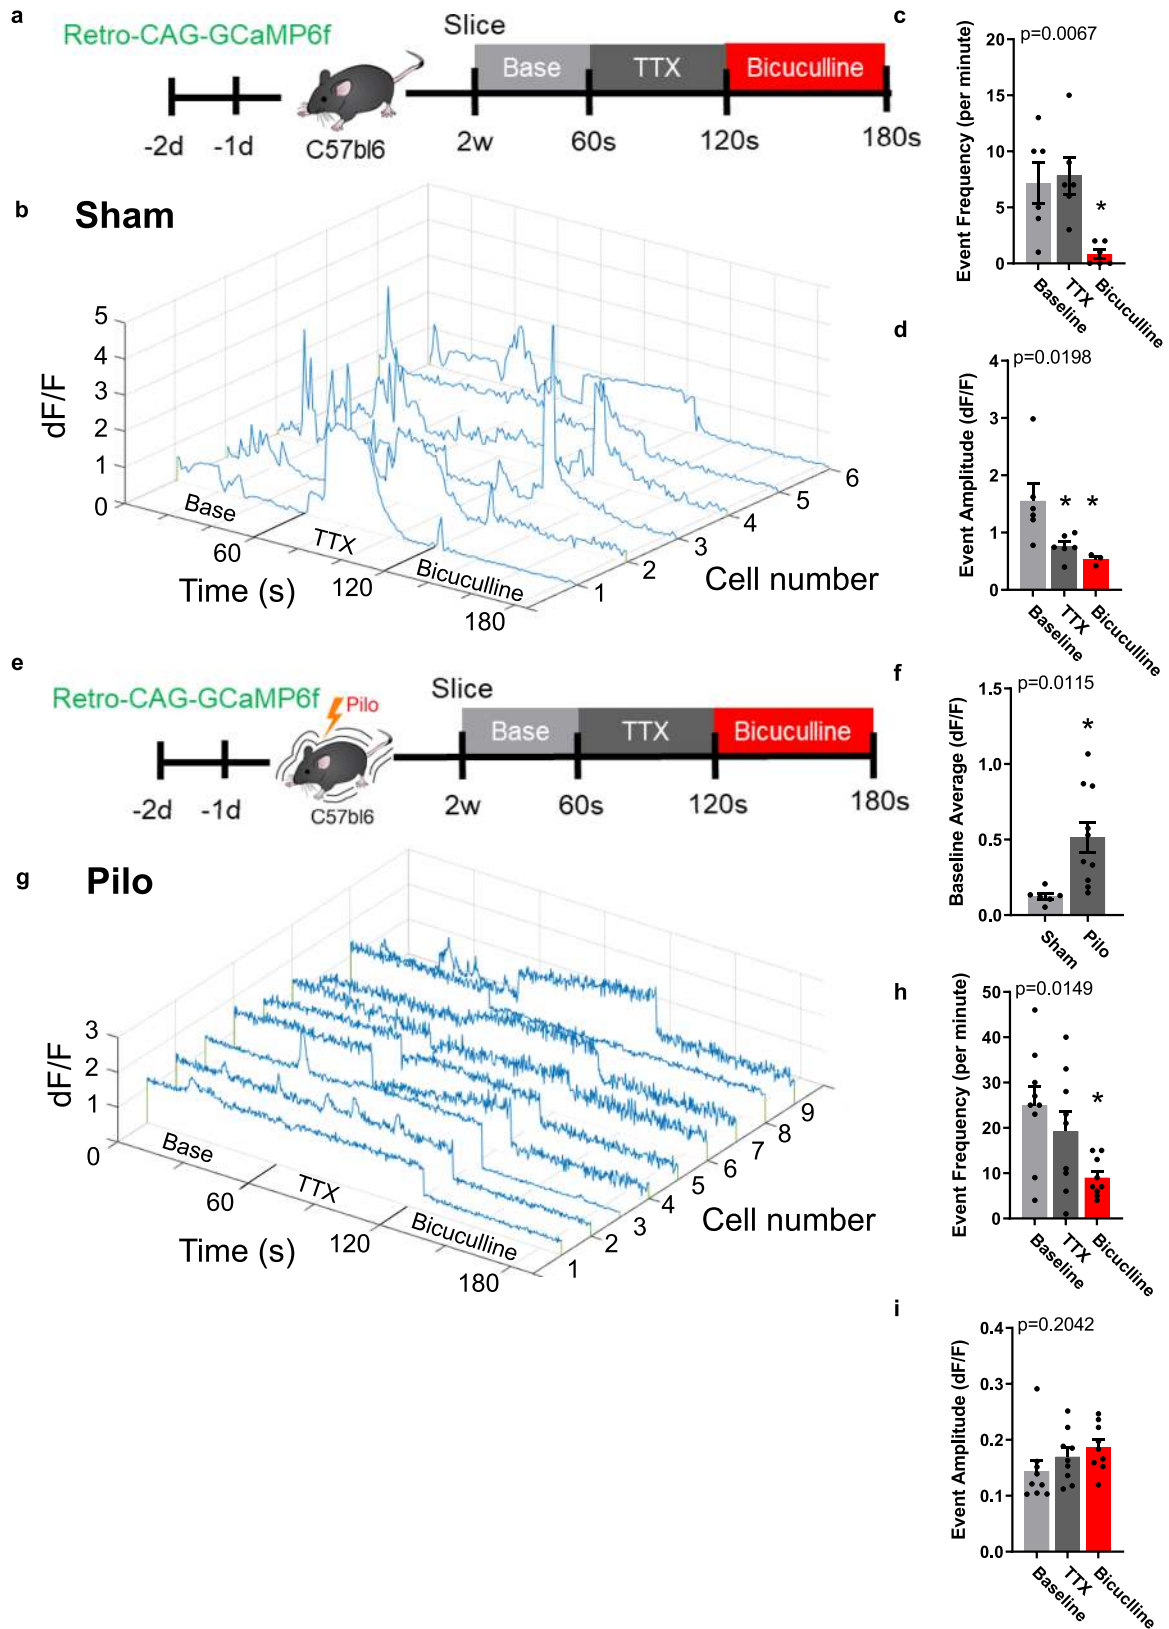 a
Retro-CAG-GCaMP6f
Slice
Base TTX Bicuculline
-2d -1d C57bl6 2w 60s 120s 180s
b Sham
dF/F
5
4
3
2
1
0
Base
TTX
Bicuculline
60
120
180
Time (s)
1
2
3
4
5
6
Cell number
c
p=0.0067
Event Frequency (per minute)
20
15
10
5
0
Baseline
TTX
Bicuculline
*
d
p=0.0198
Event Amplitude (dF/F)
4
3
2
1
0
* *
Baseline
TTX
Bicuculline
e
Retro-CAG-GCaMP6f
Pilo
Slice
Base TTX Bicuculline
-2d -1d C57bl6 2w 60s 120s 180s
f
p=0.0115
Baseline Average (dF/F)
1.5
1.0
0.5
0.0
*
Sham
Pilo
g Pilo
dF/F
3
2
1
0
Base
TTX
Bicuculline
60
120
180
Time (s)
1
2
3
4
5
6
7
8
9
Cell number
h
p=0.0149
Event Frequency (per minute)
50
40
30
20
10
0
*
Baseline
TTX
Bicuclline
i
p=0.2042
Event Amplitude (dF/F)
0.4
0.3
0.2
0.1
0.0
Baseline
TTX
Bicuclline